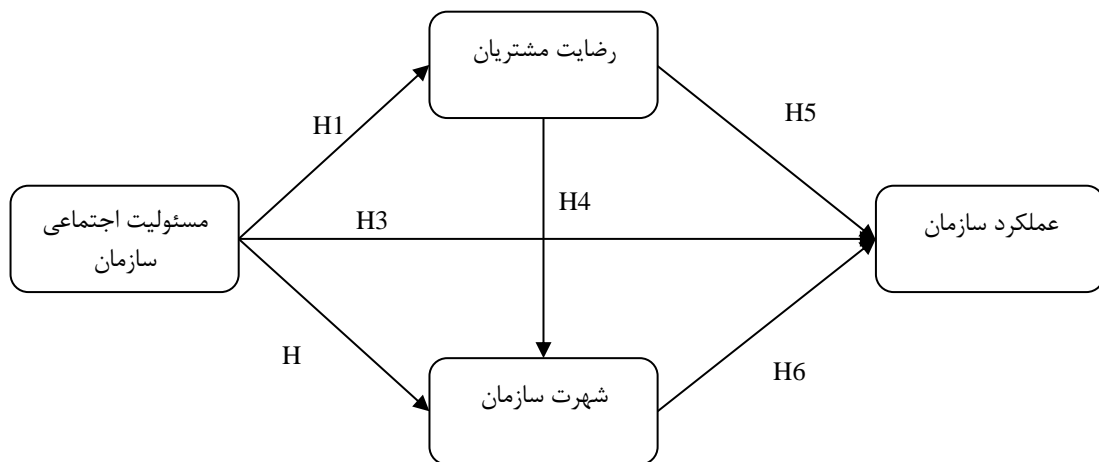 رضایت مشتریان
H1
H5
مسئولیت اجتماعی
سازمان
H3
H4
عملکرد سازمان
H
شهرت سازمان
H6